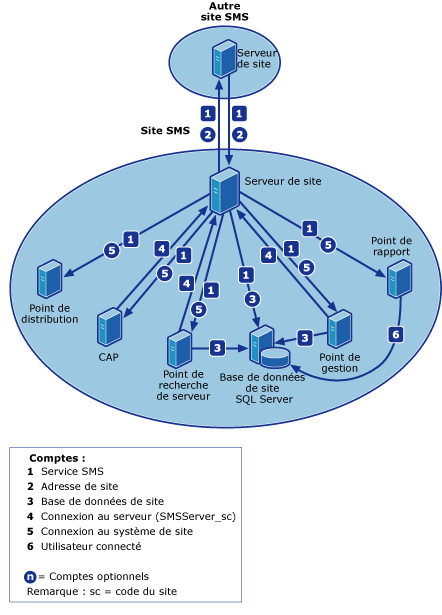 Autre
site SMS
Serveur
de site
1
1
2
2
Site SMS
Serveur de site
1
5
4
1
5
4
1
5
1
3
4
1
5
1
5
Point de
rapport
6
3
3
Point de
distribution
CAP
Point de
recherche
de serveur
Base de données
de site
SQL Server
Point de
gestion
Comptes :
1 Service SMS
2 Adresse de site
3 Base de données de site
4 Connexion au serveur (SMSServer_sc)
5 Connexion au système de site
6 Utilisateur connecté
n = Comptes optionnels
Remarque : sc = code du site